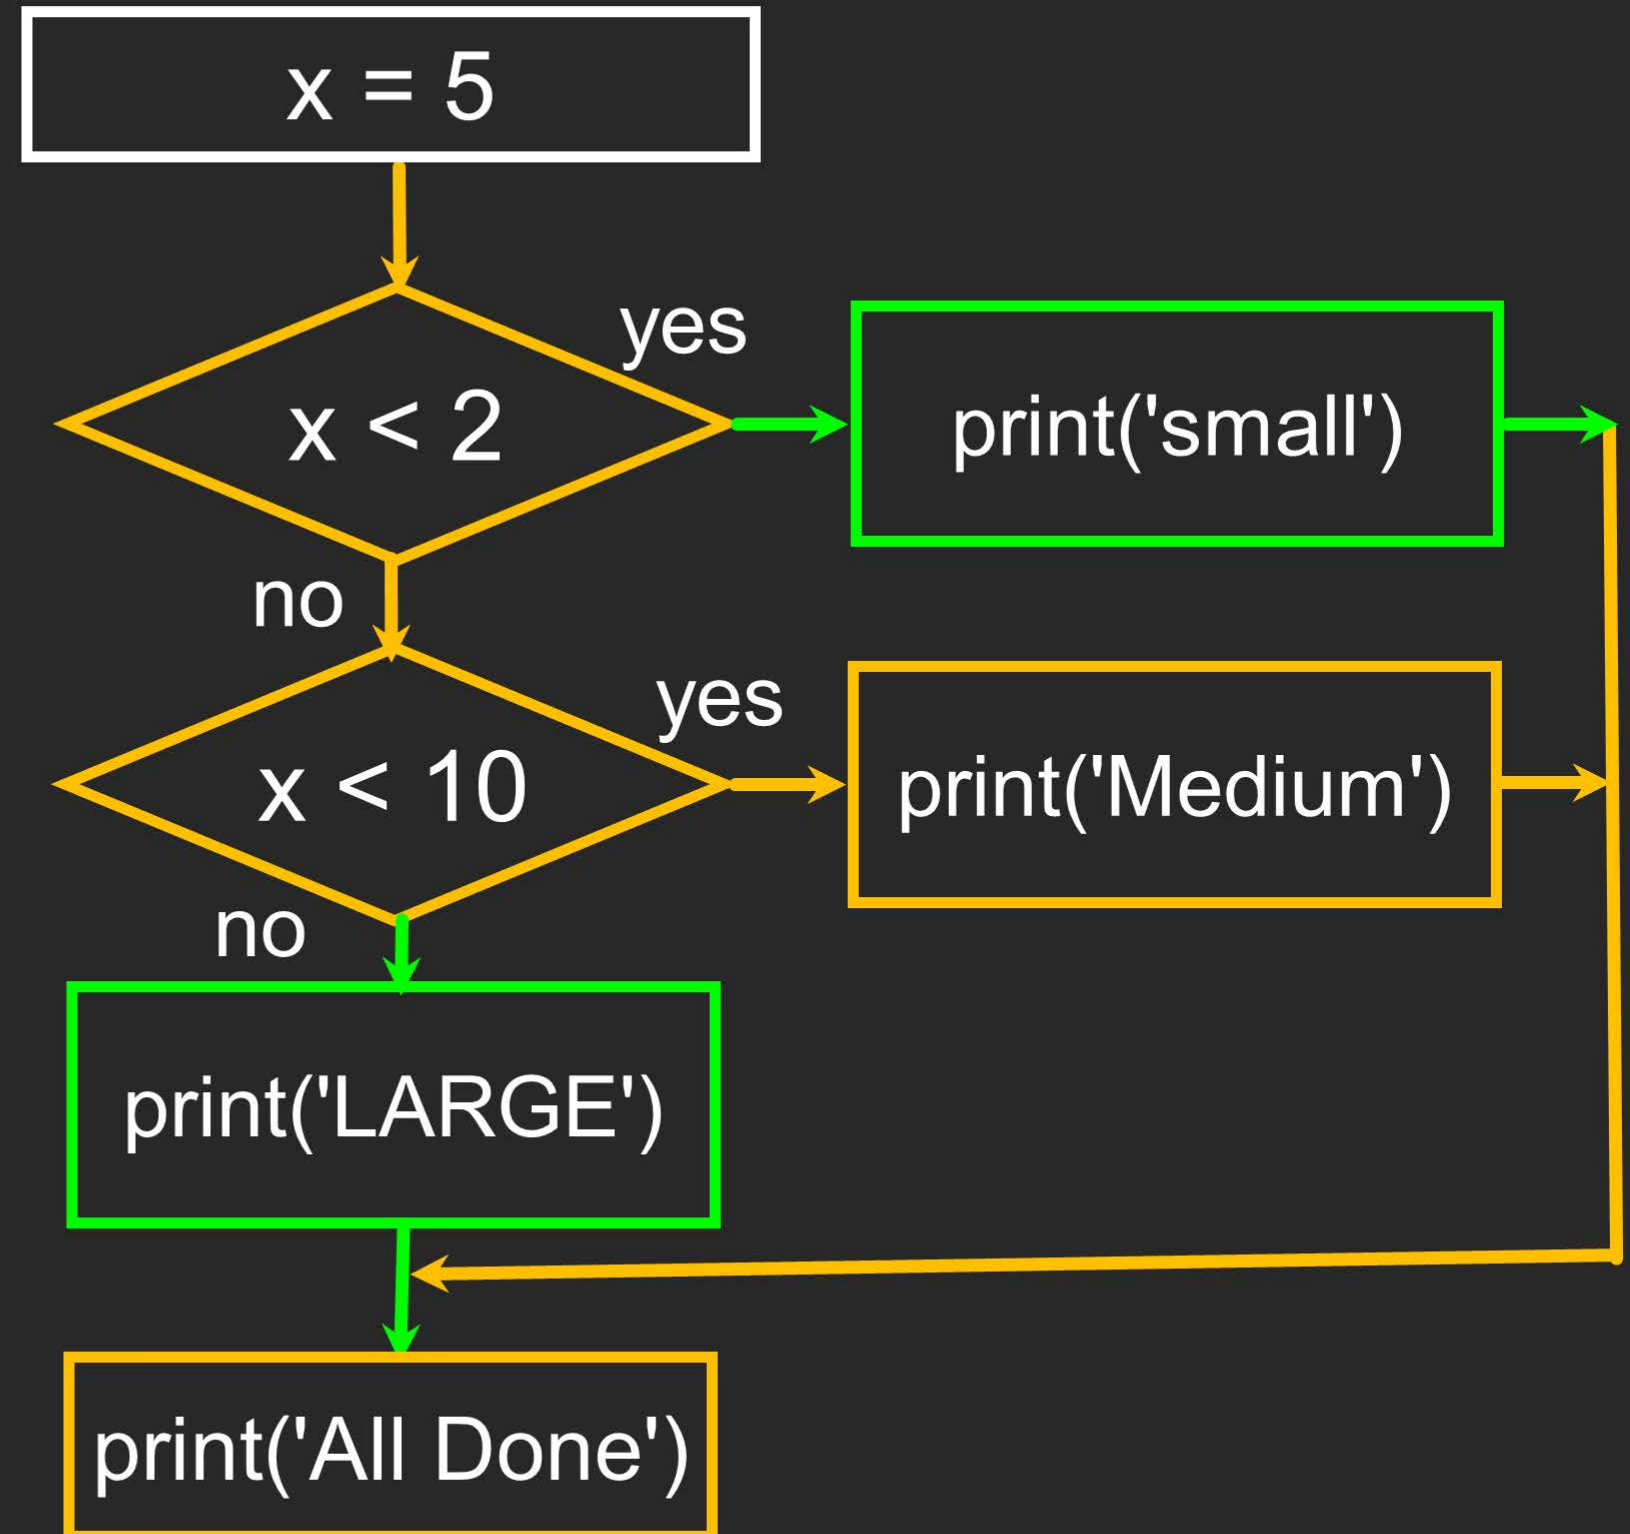 x = 5
yes
x < 2
print('small')
no
yes
x < 10
print('Medium')
no
print('LARGE')
print('All Done')